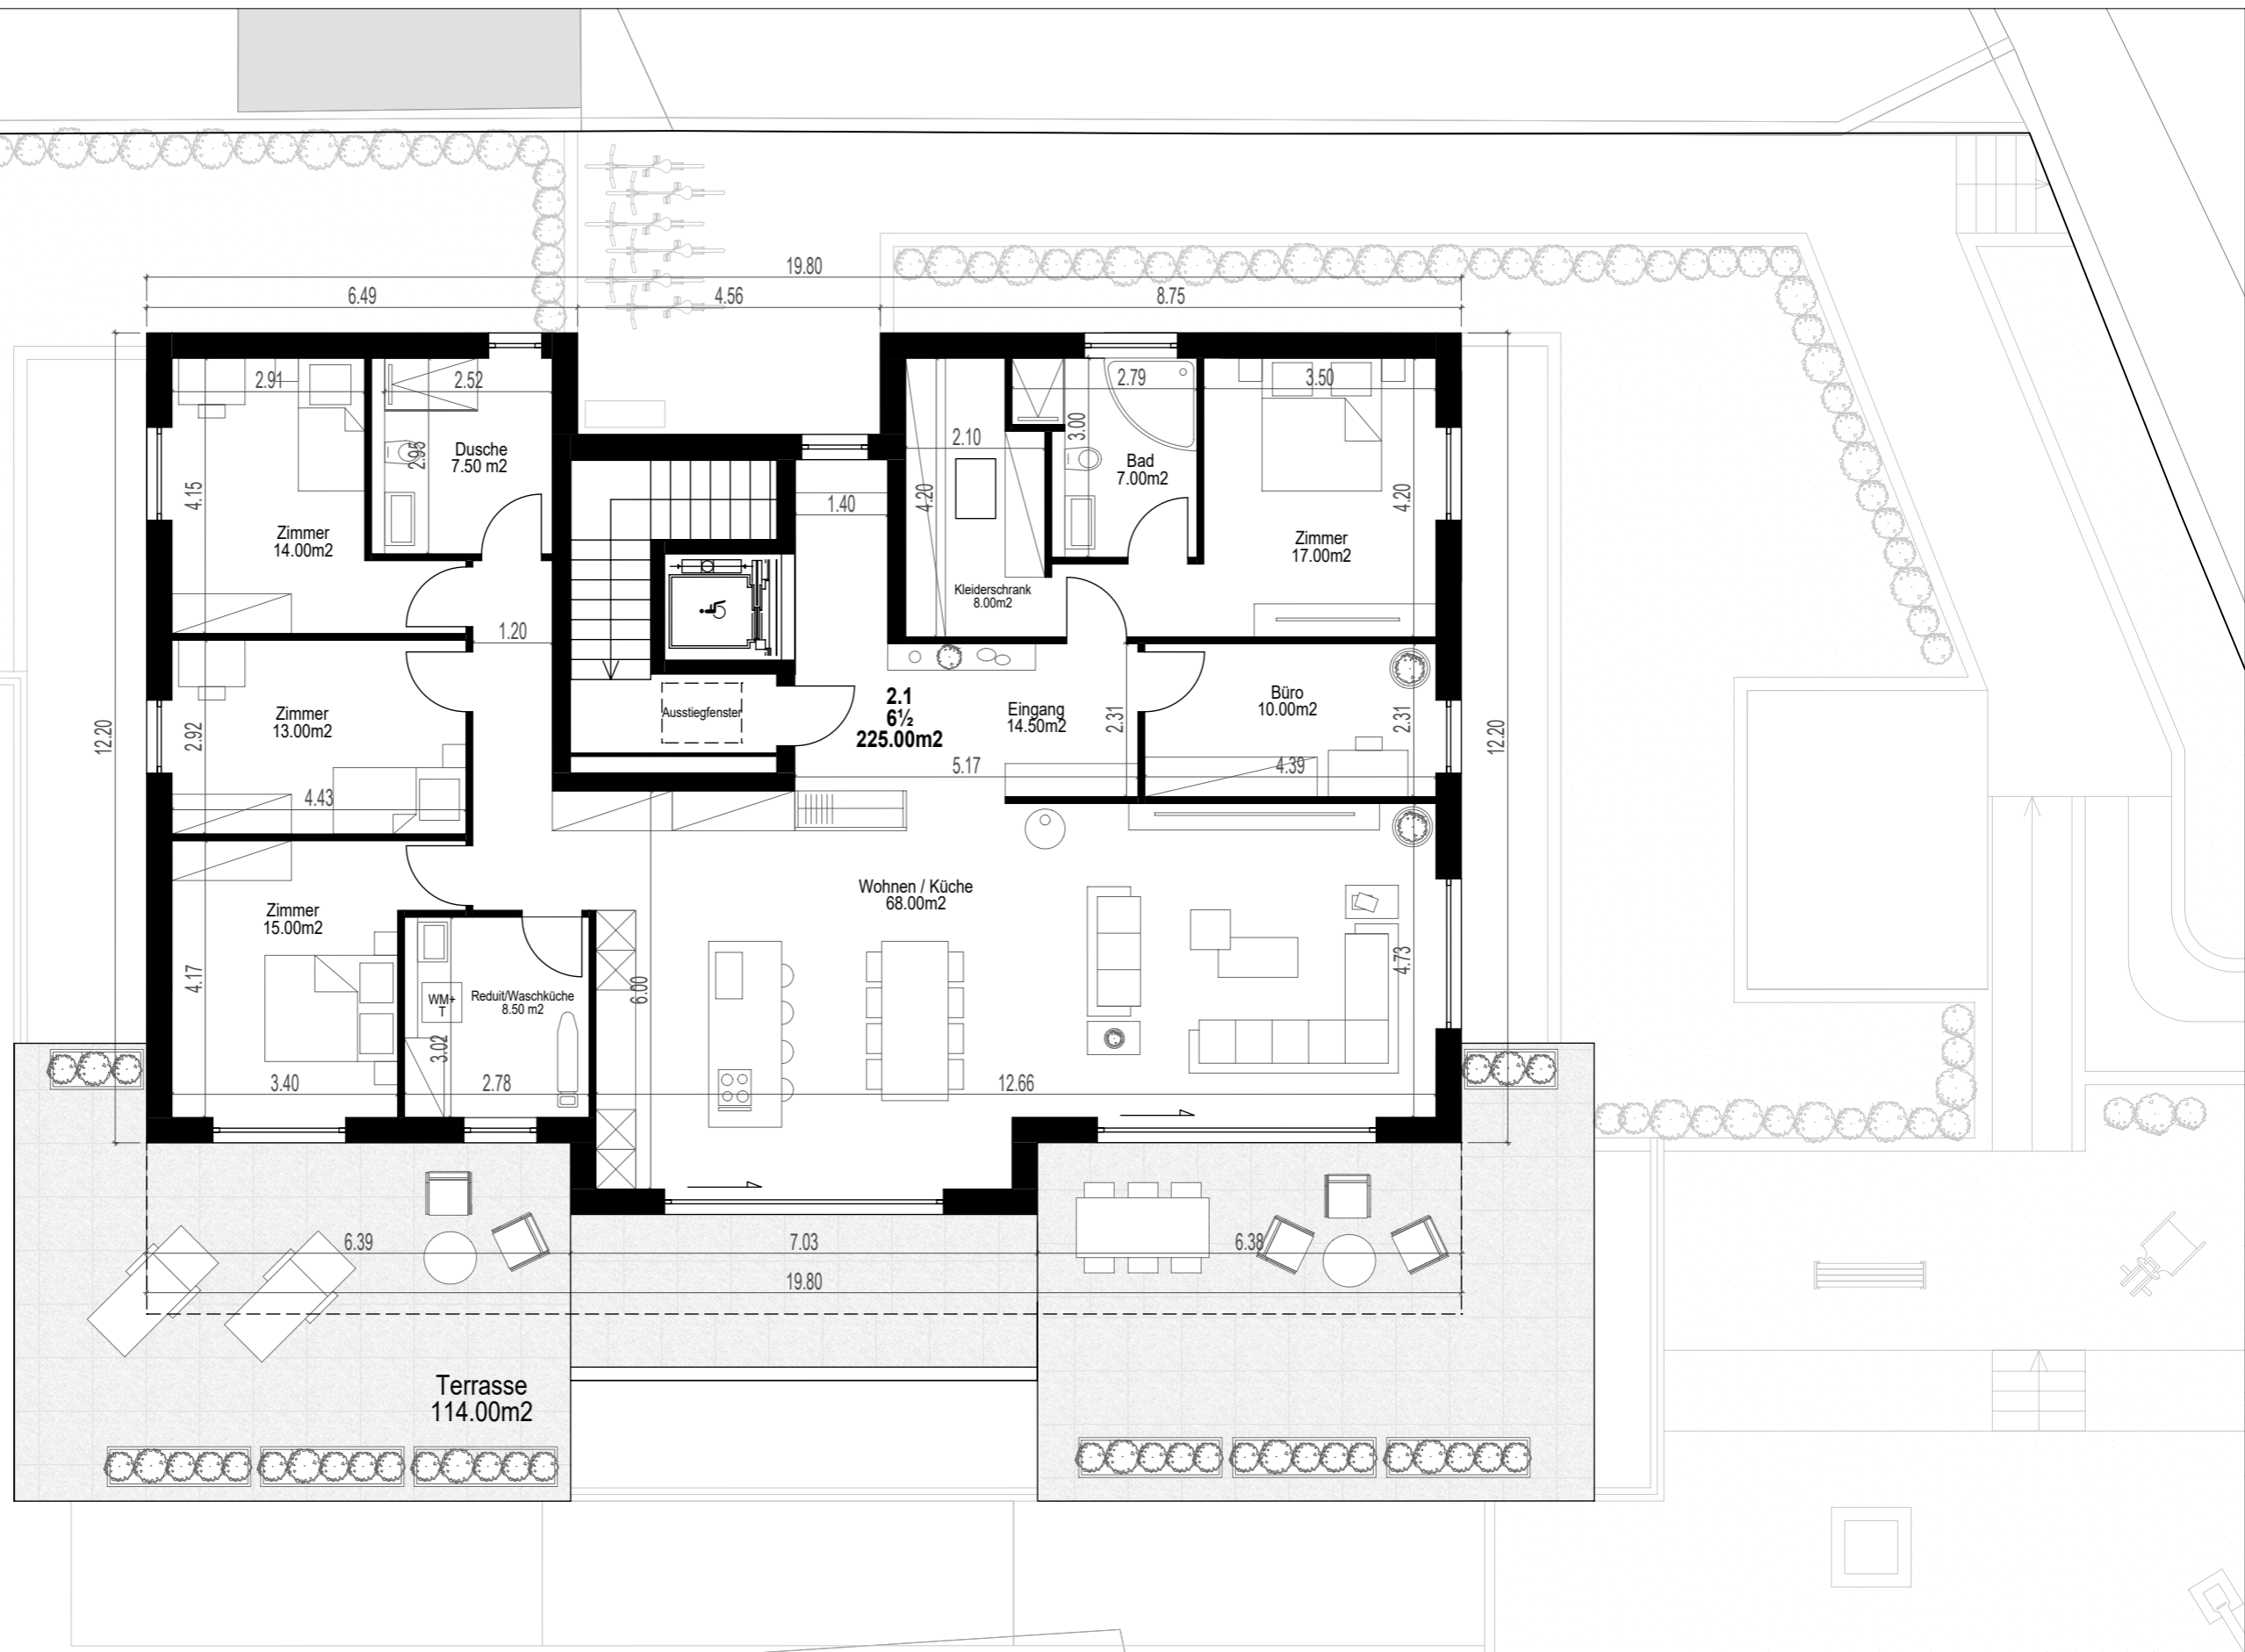 19.80
6.49
4.56
8.75
2.91
2.52
2.79
3.50
2.95
3.00
Dusche
7.50 m2
2.10
Bad
7.00m2
4.15
4.20
1.40
4.20
Zimmer
14.00m2
Zimmer
17.00m2
Kleiderschrank
8.00m2
1.20
12.20
2.92
Zimmer
13.00m2
Ausstiegfenster
2.1
6½
225.00m2
Eingang
14.50m2
2.31
Büro
10.00m2
2.31
12.20
5.17
4.39
4.43
Wohnen / Küche
68.00m2
Zimmer
15.00m2
4.17
WM+
T
Reduit/Waschküche
8.50 m2
6.00
4.73
3.02
3.40
2.78
12.66
6.39
7.03
6.38
19.80
Terrasse
114.00m2